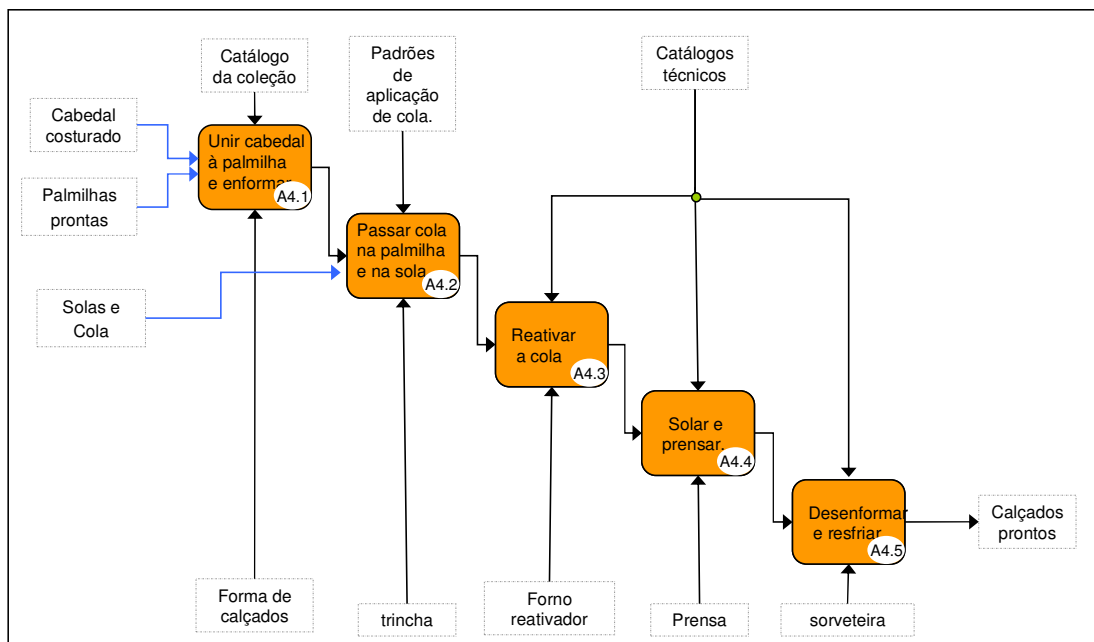 Catálogo
da coleção
Padrões
de
aplicação
de cola.
Catálogos
técnicos
Cabedal
costurado
Palmilhas
prontas
Solas e
Cola
Unir cabedal
à palmilha
e enformar
A4.1
Passar cola
na palmilha
e na sola
A4.2
Reativar
a cola
A4.3
Solar e
prensar.
A4.4
Desenformar
e resfriar
A4.5
Calçados
prontos
Forma de
calçados
trincha
Forno
reativador
Prensa
sorveteira